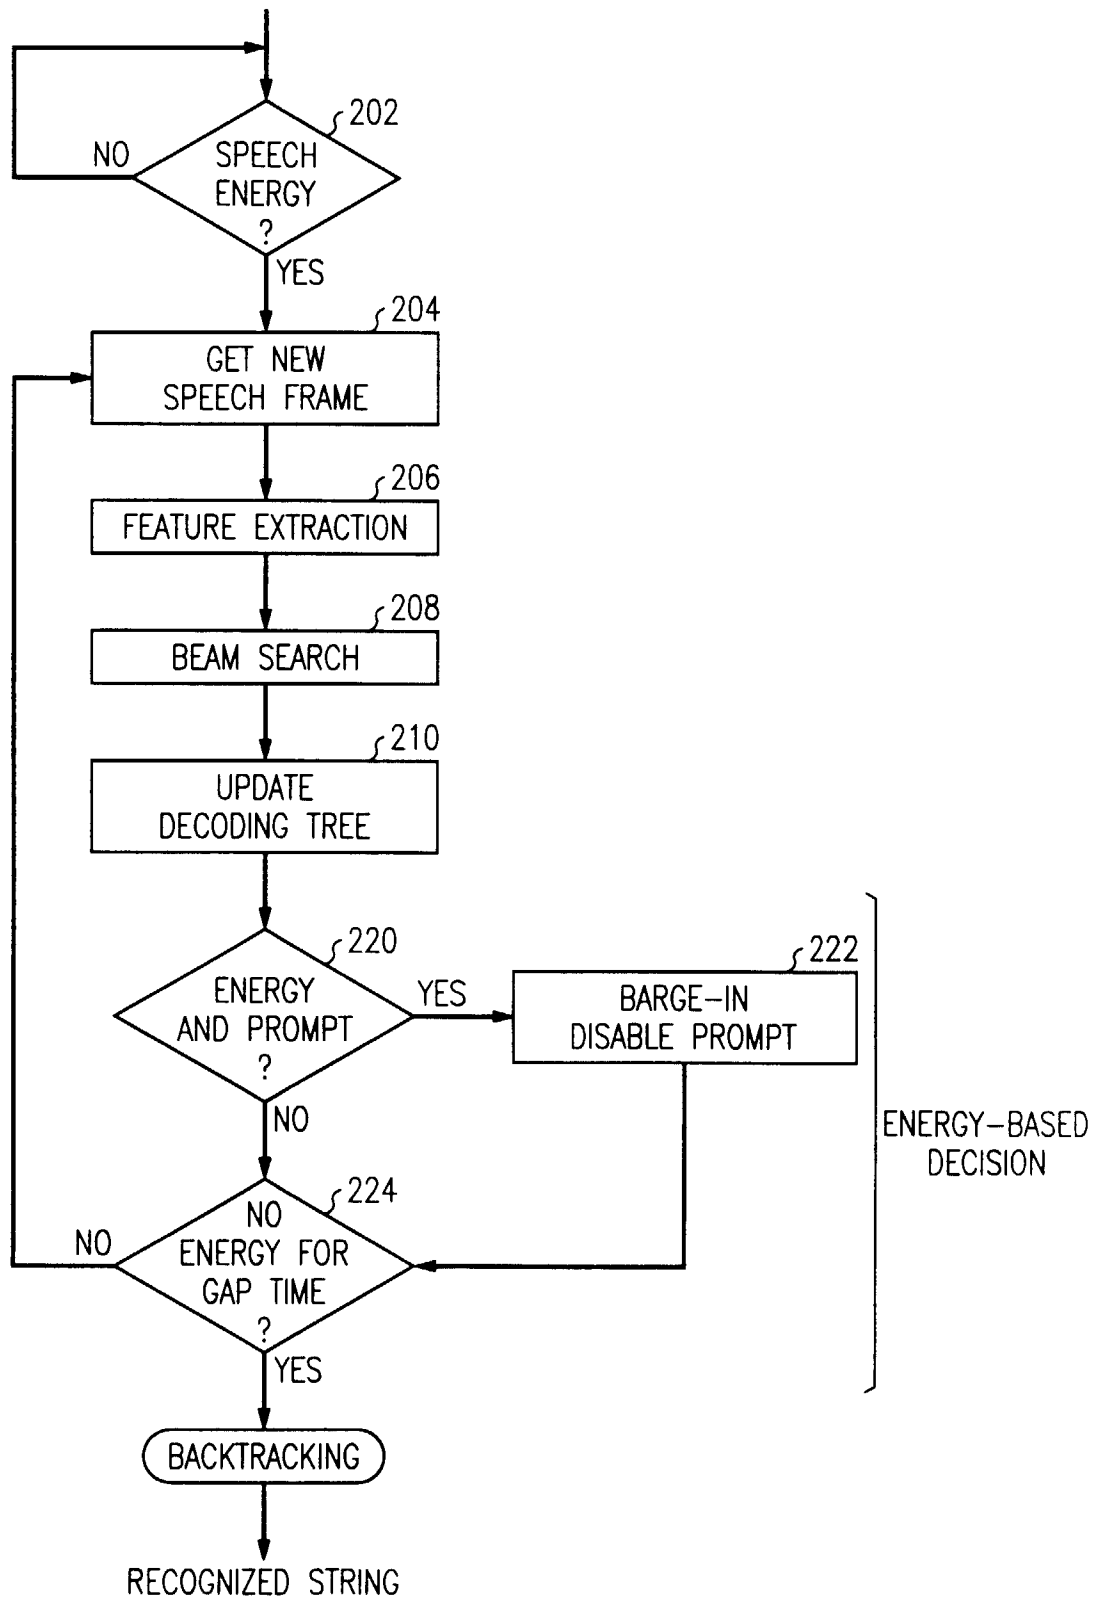 202
NO
SPEECH
ENERGY
?
YES
204
GET NEW
SPEECH FRAME
206
FEATURE EXTRACTION
208
BEAM SEARCH
210
UPDATE
DECODING TREE
220
ENERGY
AND PROMPT
?
YES
222
BARGE-IN
DISABLE PROMPT
NO
ENERGY-BASED
DECISION
224
NO
ENERGY FOR
GAP TIME
?
NO
YES
BACKTRACKING
RECOGNIZED STRING